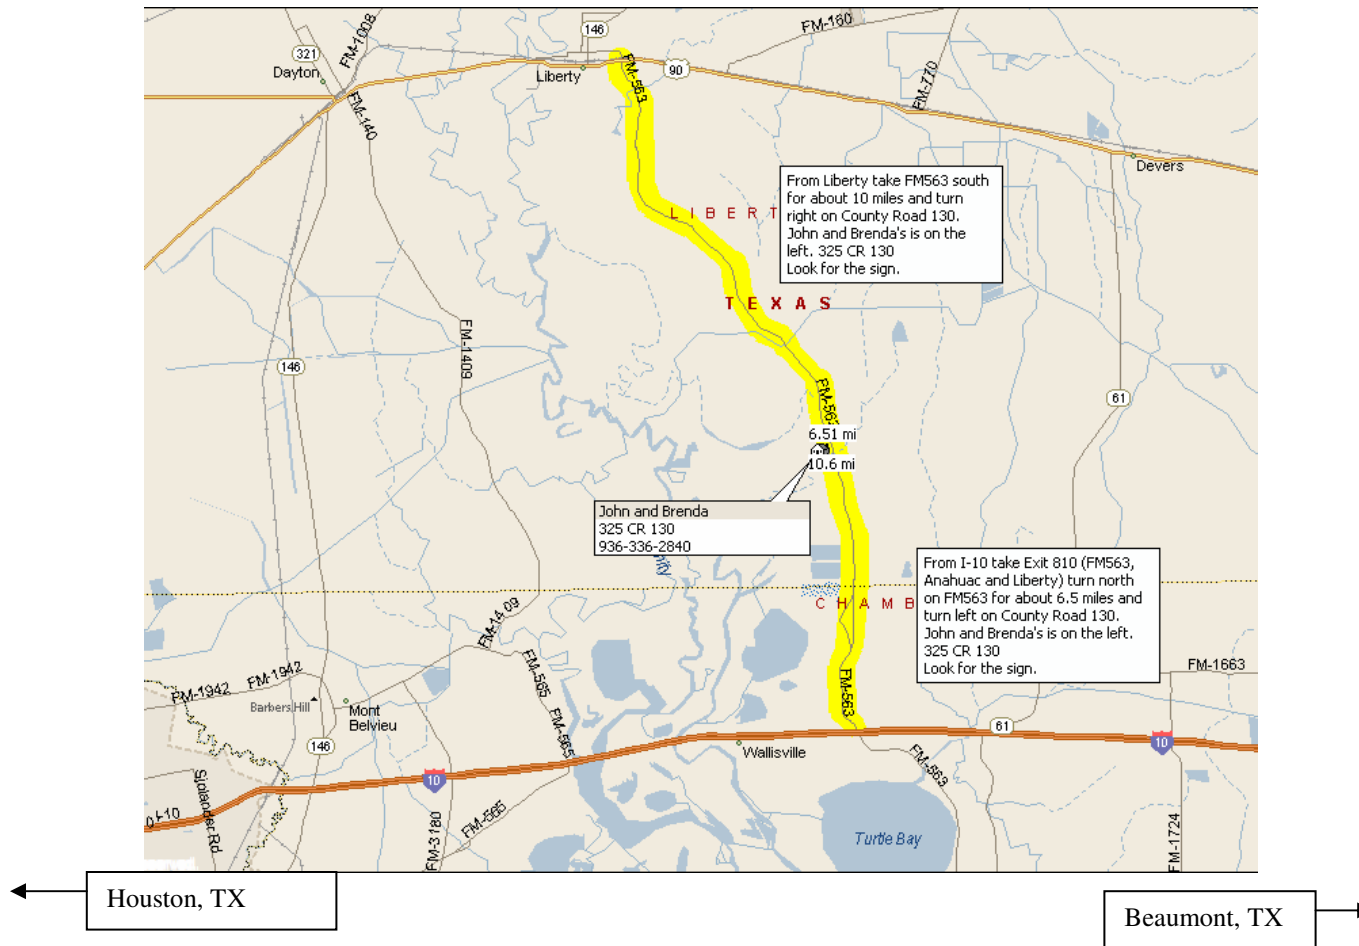 146
FM-160
FM-1008
321
Dayton
Liberty
FM-563
90
FM-770
FM-140
Devers
From Liberty take FM563 south
for about 10 miles and turn
right on County Road 130.
John and Brenda's is on the
left. 325 CR 130
Look for the sign.
L I B E R T
T E X A S
FM-1409
146
FM-563
61
6.51 mi
10.6 mi
John and Brenda
325 CR 130
936-336-2840
From I-10 take Exit 810 (FM563,
Anahuac and Liberty) turn north
on FM563 for about 6.5 miles and
turn left on County Road 130.
John and Brenda's is on the left.
325 CR 130
Look for the sign.
C H A M B
FM-14 09
FM-565
FM-1942
FM-1942
Barbers Hill
Mont
Belvieu
FM-565
FM-563
FM-1663
61
146
Wallisville
10
10
FM-563
Sjolander Rd
FM-3180
FM-565
Turtle Bay
FM-1724
Houston, TX
Beaumont, TX